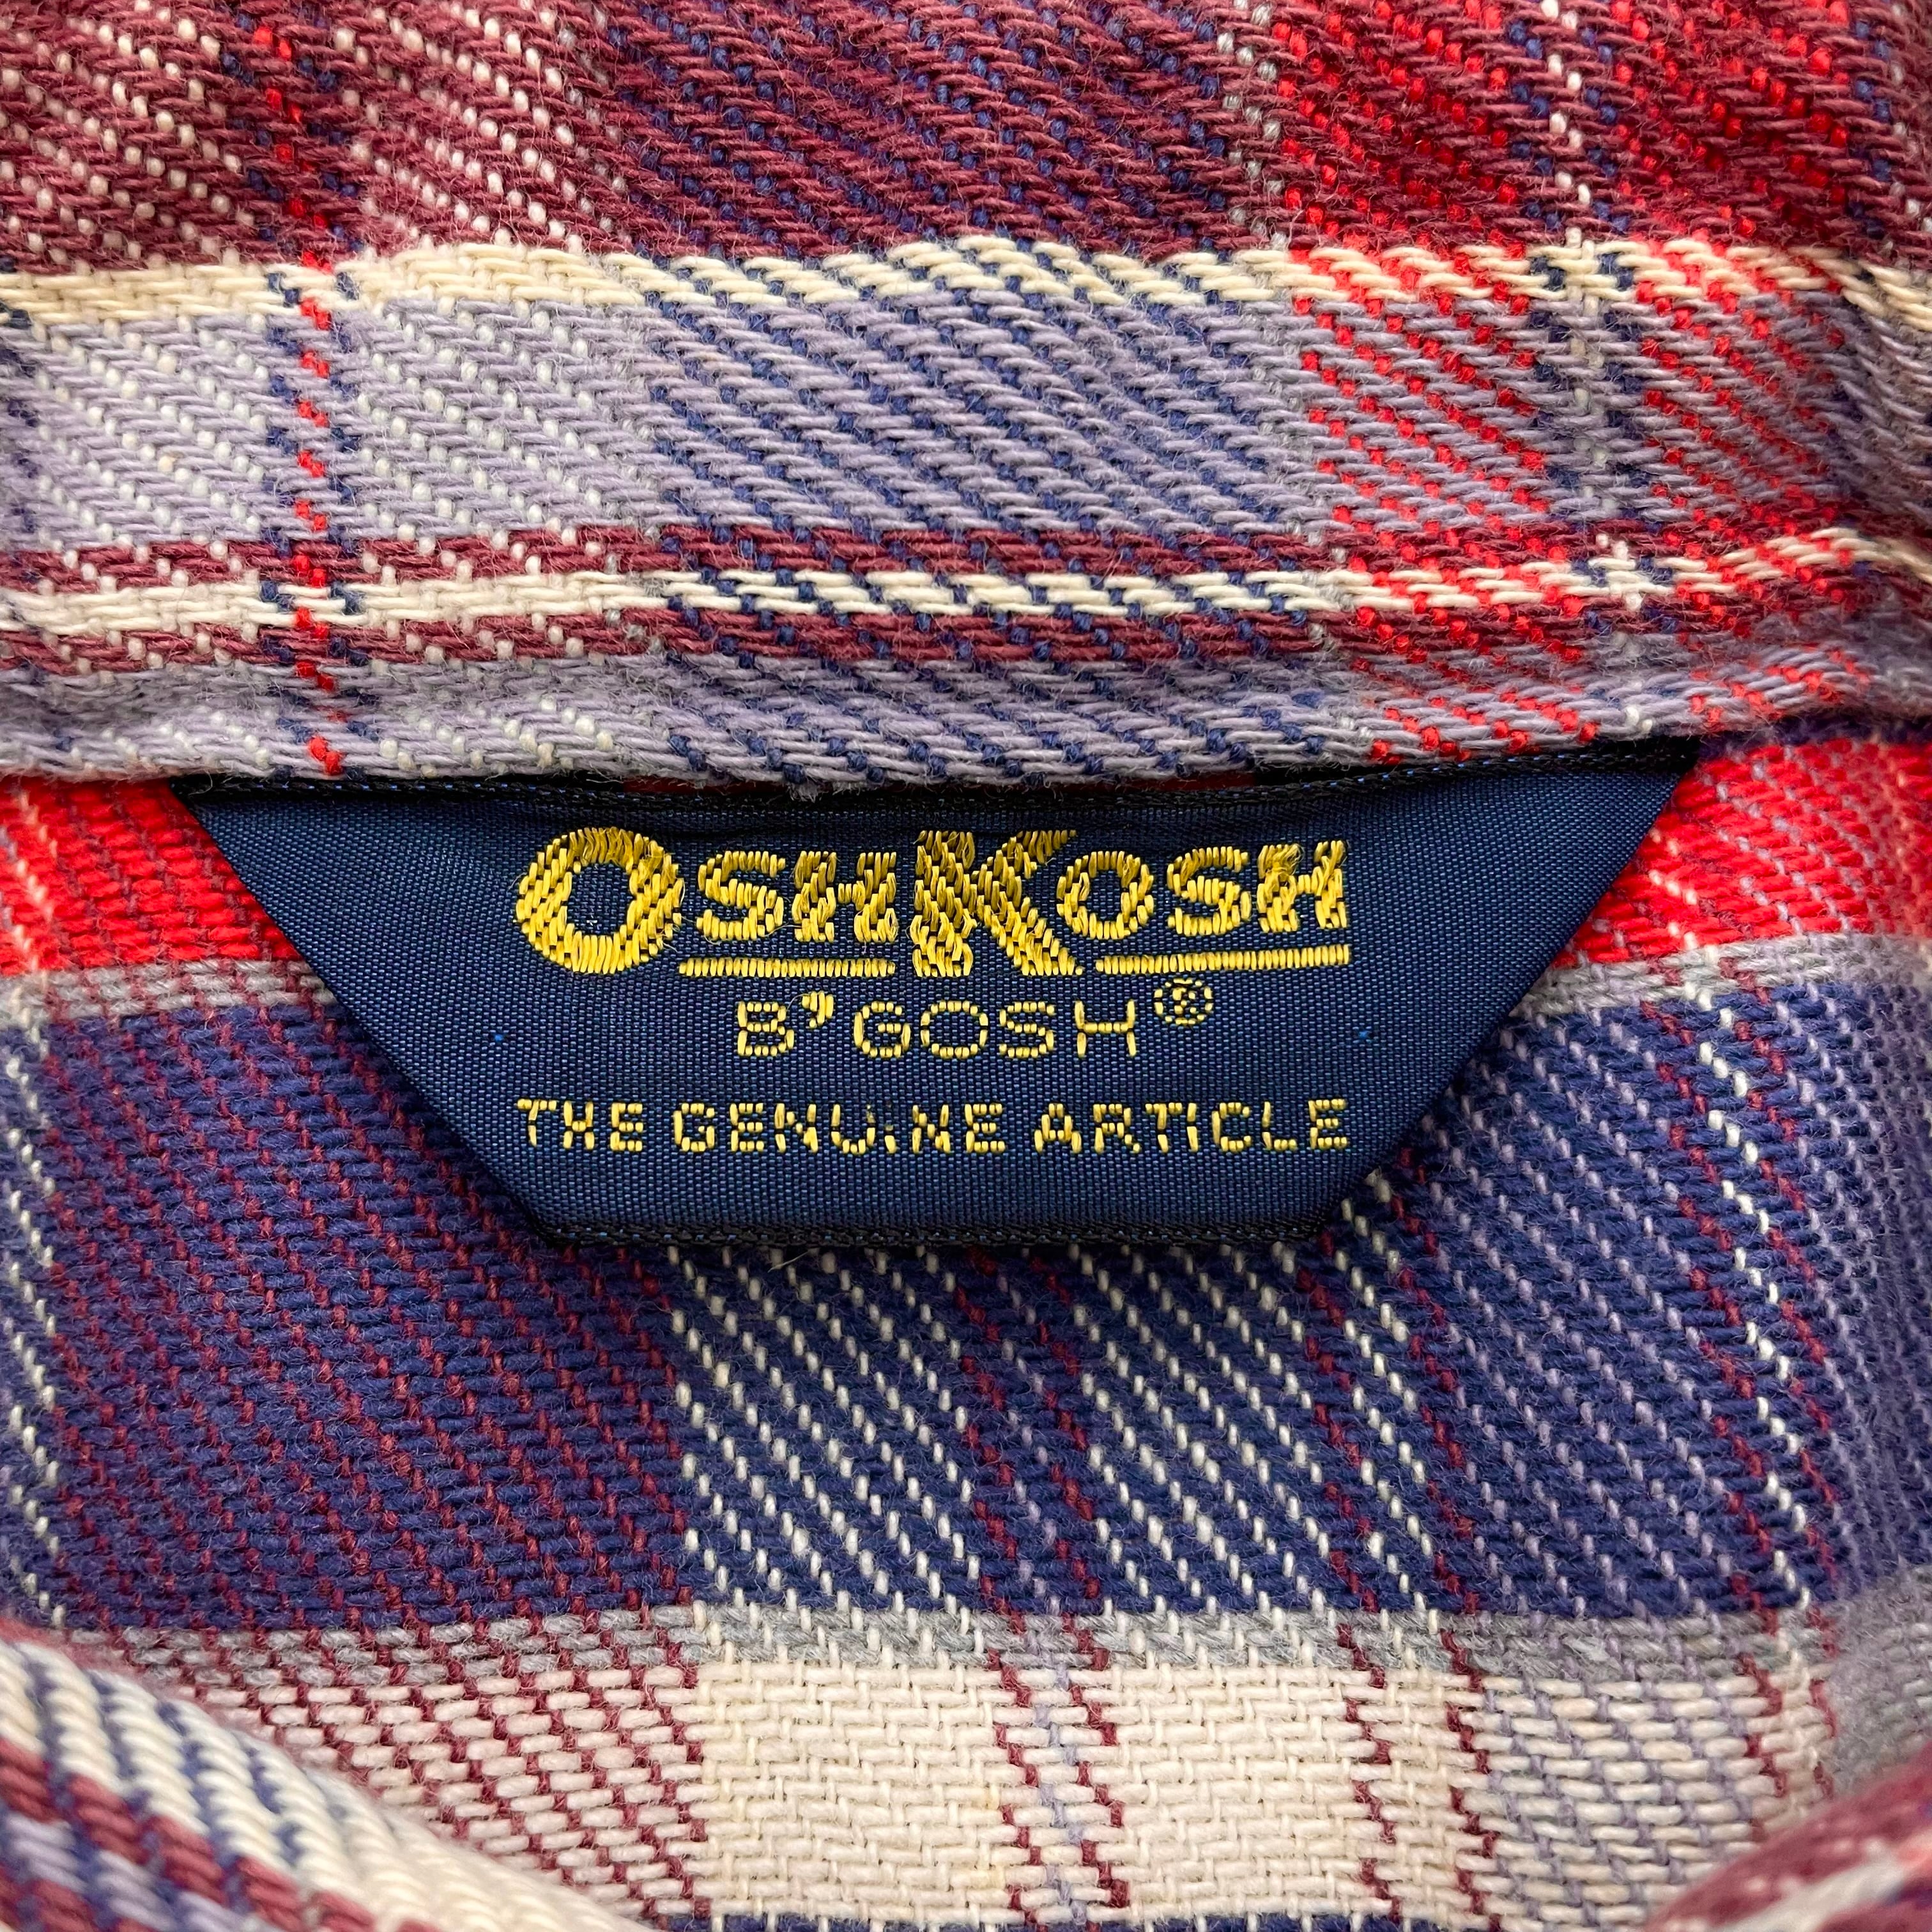 OSHKOSH
B'GOSH®
THE GENUINE ARTICLE